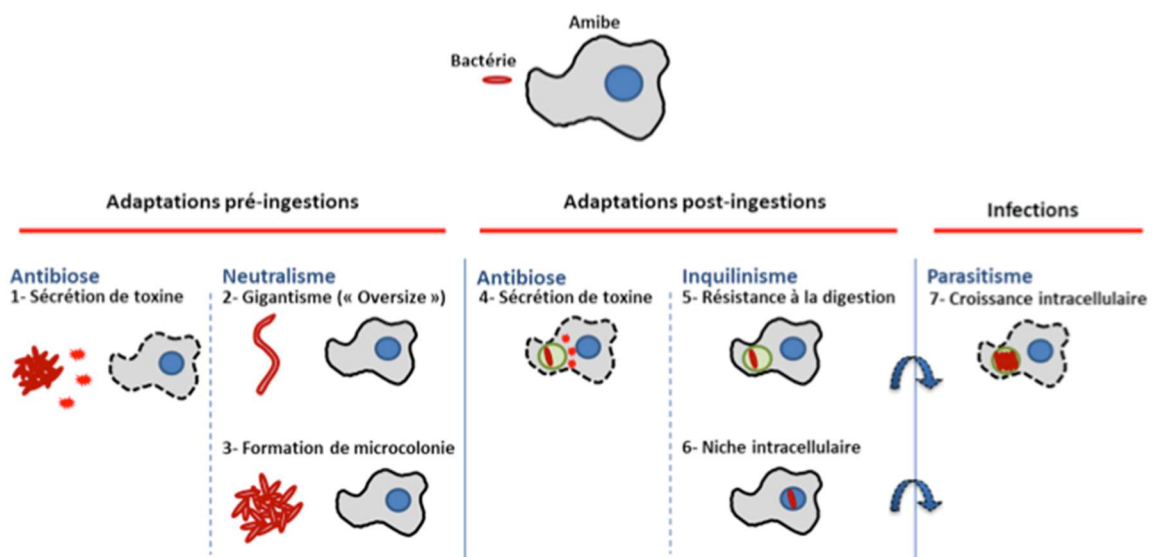 Amibe
Bactérie
Adaptations pré-ingestions
Adaptations post-ingestions
Infections
Antibiose
1- Sécrétion de toxine
Neutralisme
2- Gigantisme (« Oversize »)
Antibiose
4- Sécrétion de toxine
Inquilinisme
5- Résistance à la digestion
Parasitisme
7- Croissance intracellulaire
3- Formation de microcolonie
6- Niche intracellulaire